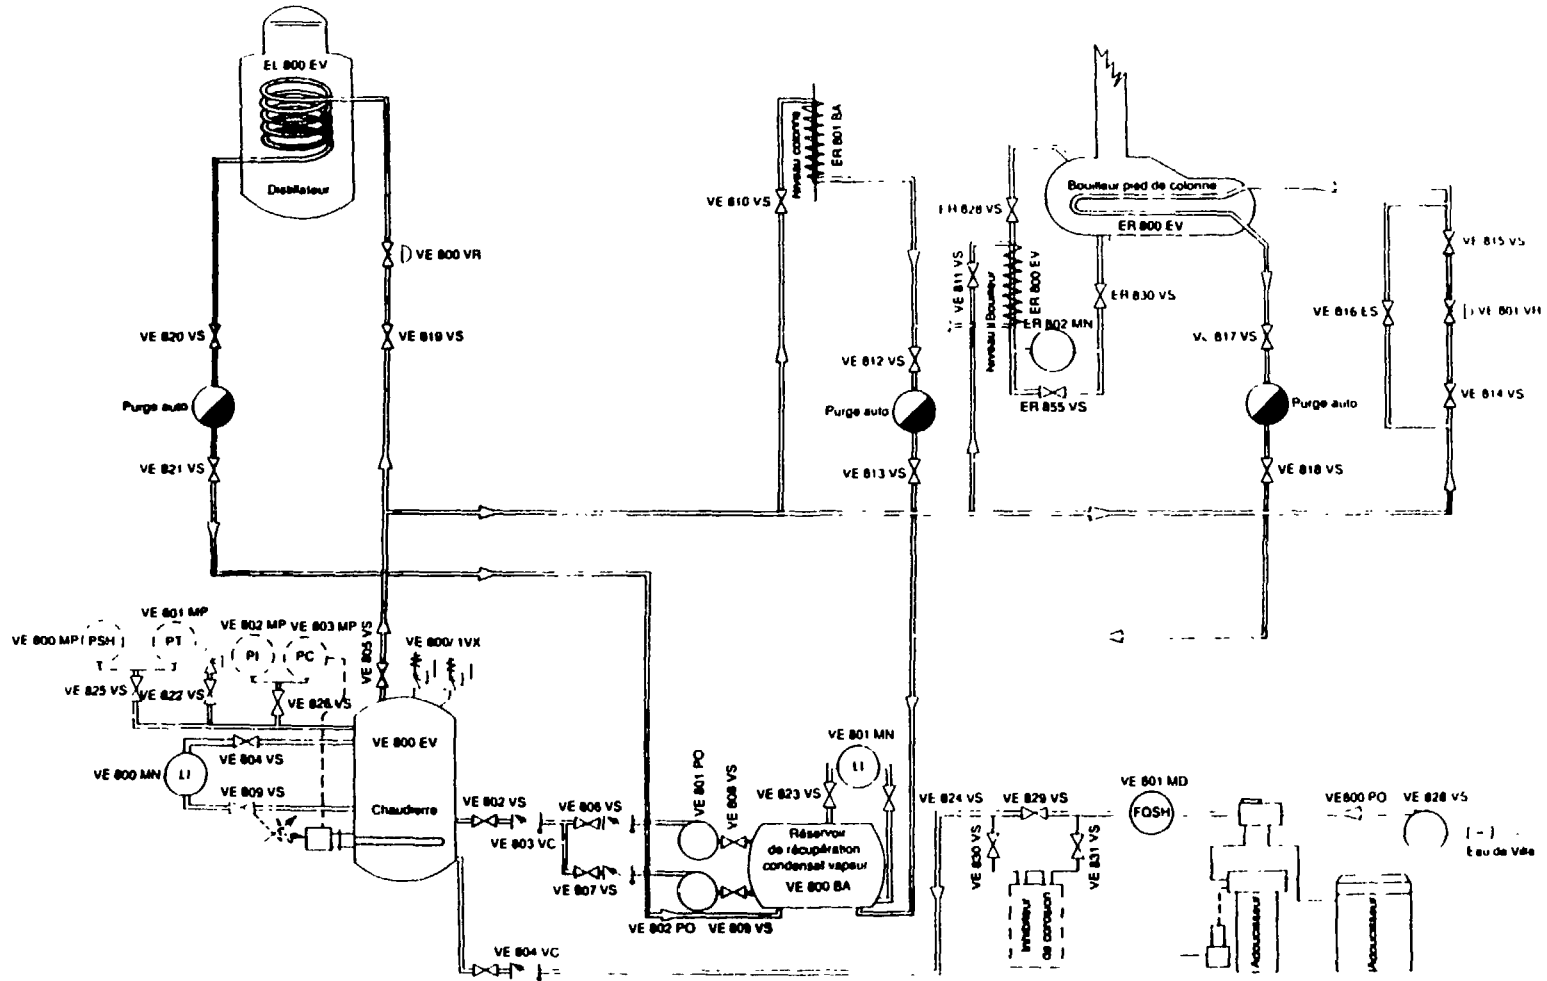 EL 800 EV
Distillateur
VE 800 VR
VE 820 VS
VE 819 VS
Purge auto
VE 821 VS
VE 810 VS
Niveau colonne
ER 801 BA
VE 812 VS
Purge auto
VE 813 VS
ER 828 VS
VE 811 VS
Niveau Bouilleur
ER 800 EV
ER 802 MN
ER 855 VS
ER 830 VS
Bouilleur pied de colonne
ER 800 EV
817 VS
Purge auto
VE 818 VS
VE 815 VS
VE 816 ES
VE 801 VR
VE 814 VS
VE 801 MP
VE 800 MP
PSH
PT
VE 802 MP
VE 803 MP
PI
PC
VE 805 VS
VE 800/ 1VX
VE 825 VS
VE 822 VS
VE 826 VS
VE 800 EV
VE 804 VS
VE 800 MN
LI
VE 809 VS
Chaudierre
VE 802 VS
VE 803 VC
VE 806 VS
VE 807 VS
VE 801 PO
VE 808 VS
VE 802 PO
VE 809 VS
VE 804 VC
VE 801 MN
LI
VE 823 VS
Réservoir
de récupération
condensat vapeur
VE 800 BA
VE 824 VS
VE 829 VS
VE 830 VS
VE 831 VS
Inhibiteur
de corosion
VE 801 MD
FQSH
VE800 PO
VE 828 VS
Eau de Ville
Adoucisseur
Adoucisseur